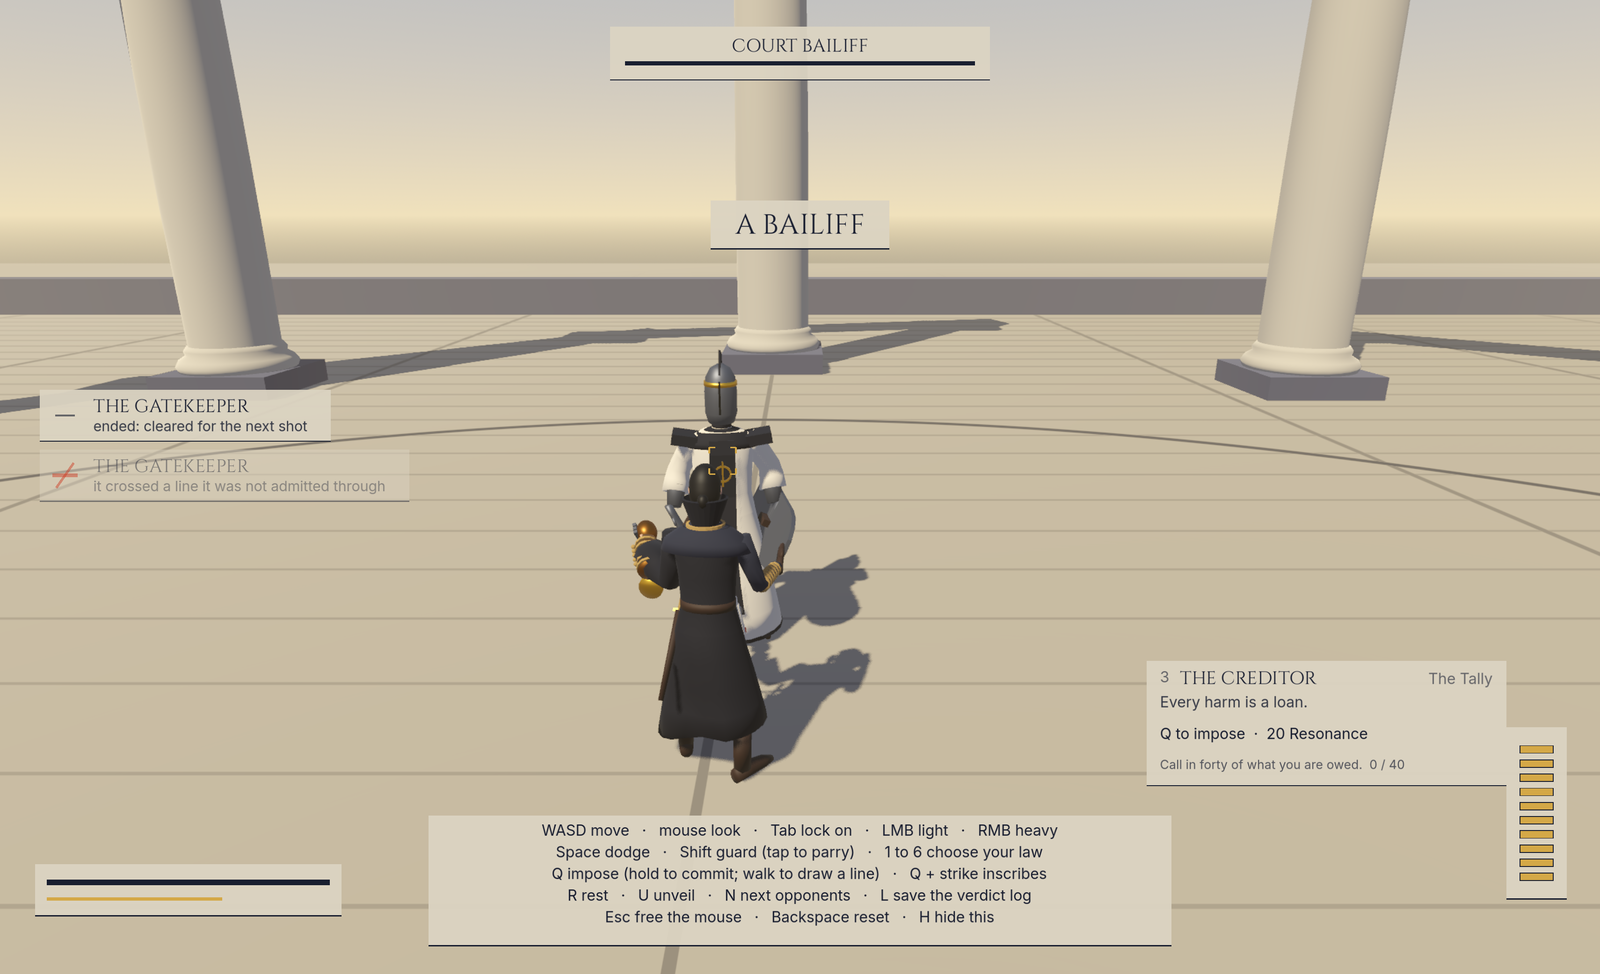 COURT BAILIFF
A BAILIFF
THE GATEKEEPER
ended: cleared for the next shot
THE GATEKEEPER
it crossed a line it was not admitted through
3 THE CREDITOR The Tally
Every harm is a loan.
Q to impose · 20 Resonance
Call in forty of what you are owed. 0 / 40
WASD move · mouse look · Tab lock on · LMB light · RMB heavy
Space dodge · Shift guard (tap to parry) · 1 to 6 choose your law
Q impose (hold to commit; walk to draw a line) · Q + strike inscribes
R rest · U unveil · N next opponents · L save the verdict log
Esc free the mouse · Backspace reset · H hide this